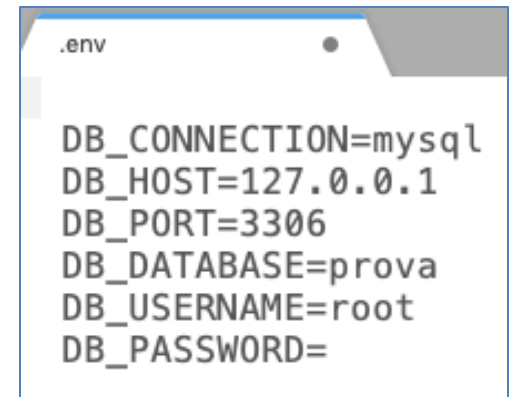 .env
DB_CONNECTION=mysql
DB_HOST=127.0.0.1
DB_PORT=3306
DB_DATABASE=prova
DB_USERNAME=root
DB_PASSWORD=